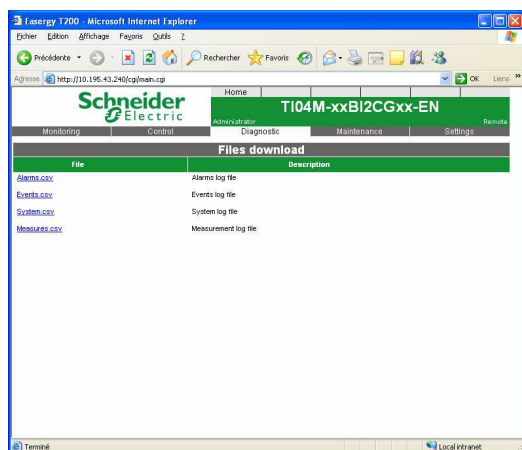 Easergy T200 - Microsoft Internet Explorer
Fichier Edition Affichage Favoris Outils ?
Précédente Rechercher Favoris
Adresse http://10.195.43.240/cgi/main.cgi OK Liens »
Home
Schneider Electric
TI04M-xxBI2CGxx-EN
Administrator Remote
Monitoring Control Diagnostic Maintenance Settings
Files download
File Description
Alarms.csv Alarms log file
Events.csv Events log file
System.csv System log file
Measures.csv Measurement log file
Terminé Local intranet